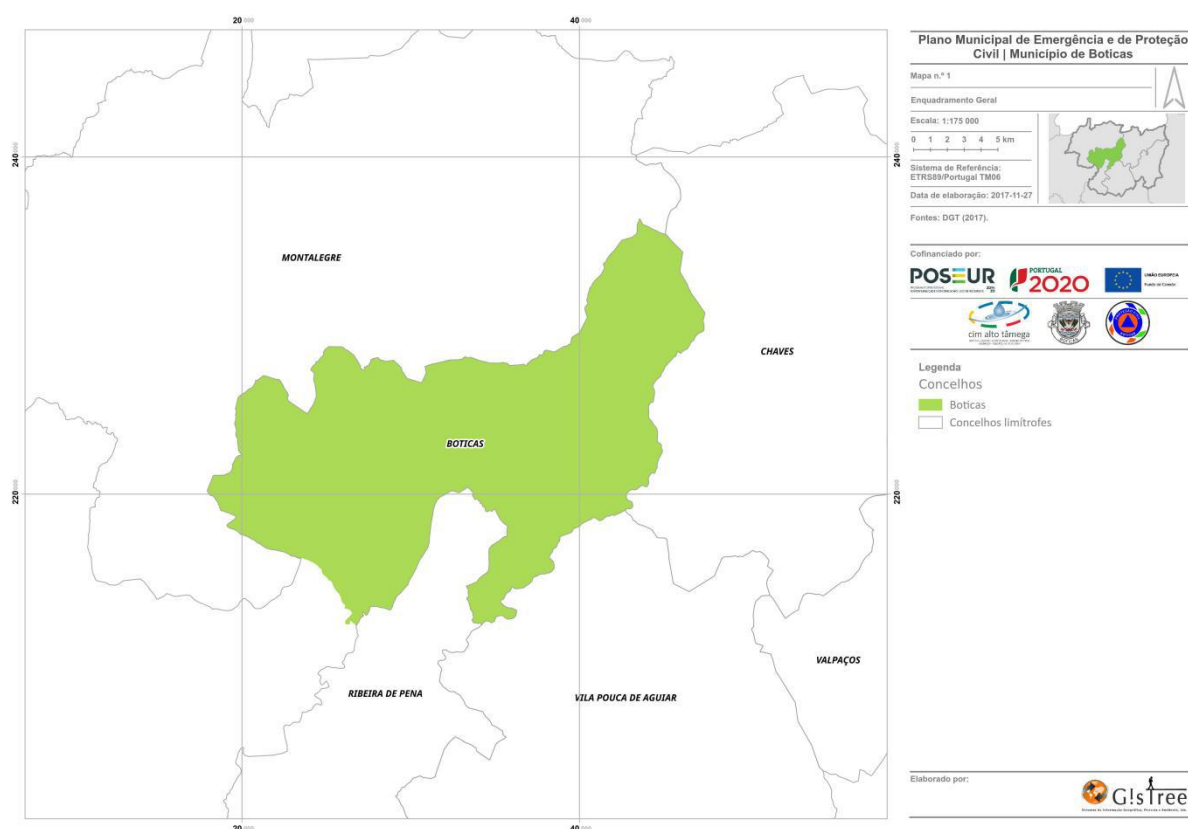 20 000
40 000
240 000
240 000
MONTALEGRE
CHAVES
BOTICAS
220 000
220 000
VALPAÇOS
RIBEIRA DE PENA
VILA POUCA DE AGUIAR
20 000
40 000
Plano Municipal de Emergência e de Proteção
Civil | Município de Boticas
Mapa n.º 1
Enquadramento Geral
Escala: 1:175 000
0 1 2 3 4 5 km
Sistema de Referência:
ETRS89/Portugal TM06
Data de elaboração: 2017-11-27
Fontes: DGT (2017).
Cofinanciado por:
POSEUR
PORTUGAL
2020
UNIÃO EUROPEIA
Fundo de Coesão
cim alto tâmega
BOTICAS
Legenda
Concelhos
Boticas
Concelhos limítrofes
Elaborado por:
G!sTree